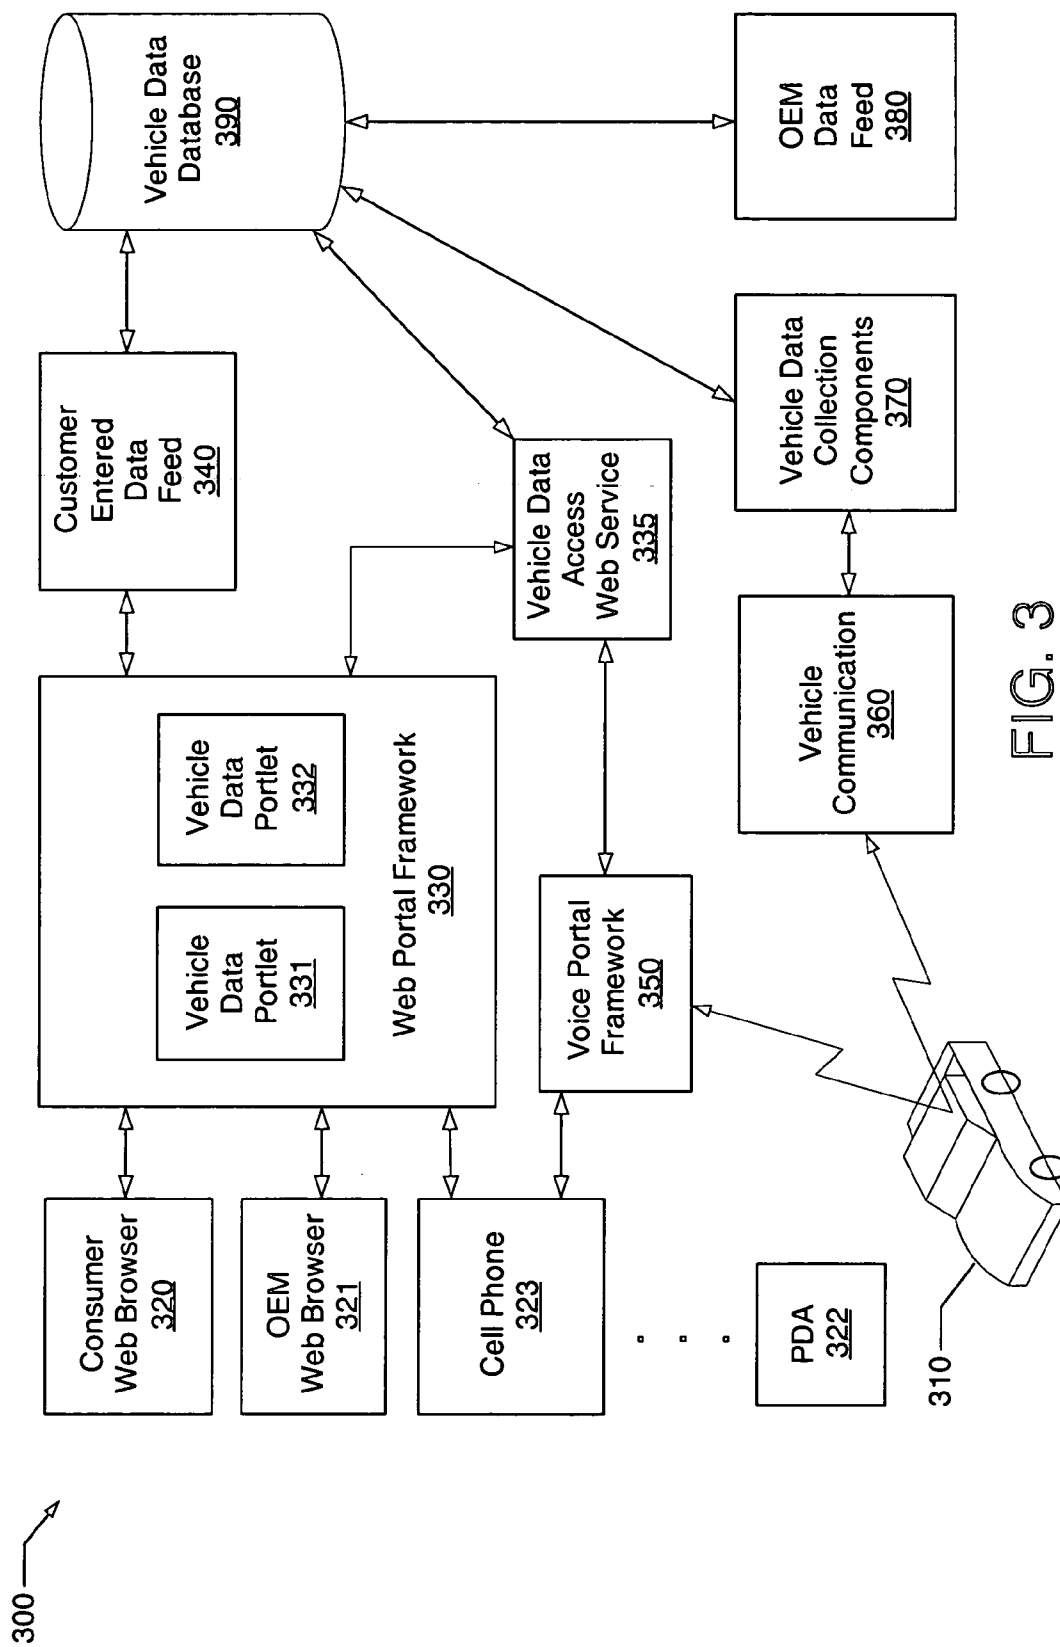 300
Consumer
Web Browser
320
OEM
Web Browser
321
Cell Phone
323
PDA
322
310
Vehicle
Data
Portlet
331
Vehicle
Data
Portlet
332
Web Portal Framework
330
Voice Portal
Framework
350
Customer
Entered
Data
Feed
340
Vehicle Data
Access
Web Service
335
Vehicle
Communication
360
Vehicle Data
Collection
Components
370
Vehicle Data
Database
390
OEM
Data
Feed
380
FIG. 3